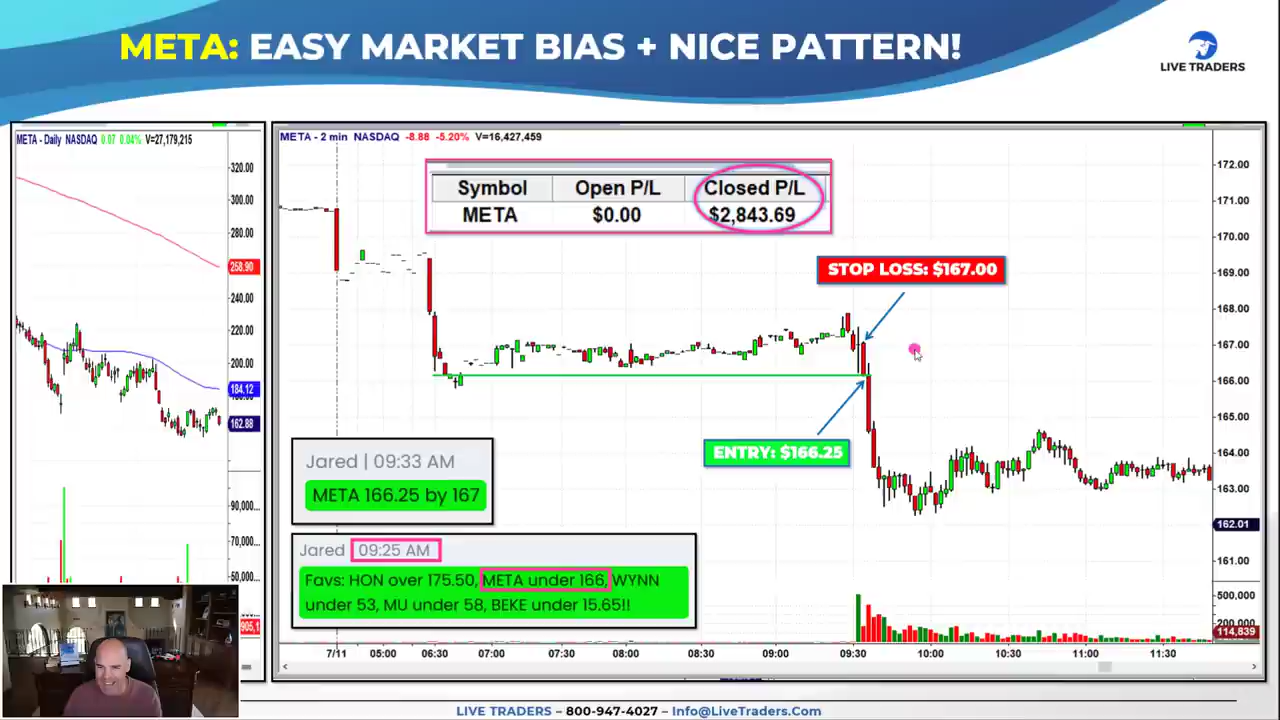 META: EASY MARKET BIAS + NICE PATTERN!
LIVE TRADERS
META - Daily NASDAQ 0.07 0.04% V=27,179,215
320.00
300.00
280.00
258.90
240.00
220.00
200.00
184.12
162.88
90,000...
70,000...
50,000...
META - 2 min NASDAQ -8.88 -5.20% V=16,427,459
Symbol Open P/L Closed P/L
META $0.00 $2,843.69
STOP LOSS: $167.00
ENTRY: $166.25
Jared | 09:33 AM
META 166.25 by 167
Jared 09:25 AM
Favs: HON over 175.50, META under 166, WYNN
under 53, MU under 58, BEKE under 15.65!!
172.00
171.00
170.00
169.00
168.00
167.00
166.00
165.00
164.00
163.00
162.01
161.00
500,000...
200,000...
114,839
7/11 05:00 06:30 07:00 07:30 08:00 08:30 09:00 09:30 10:00 10:30 11:00 11:30
LIVE TRADERS – 800-947-4027 – Info@LiveTraders.Com